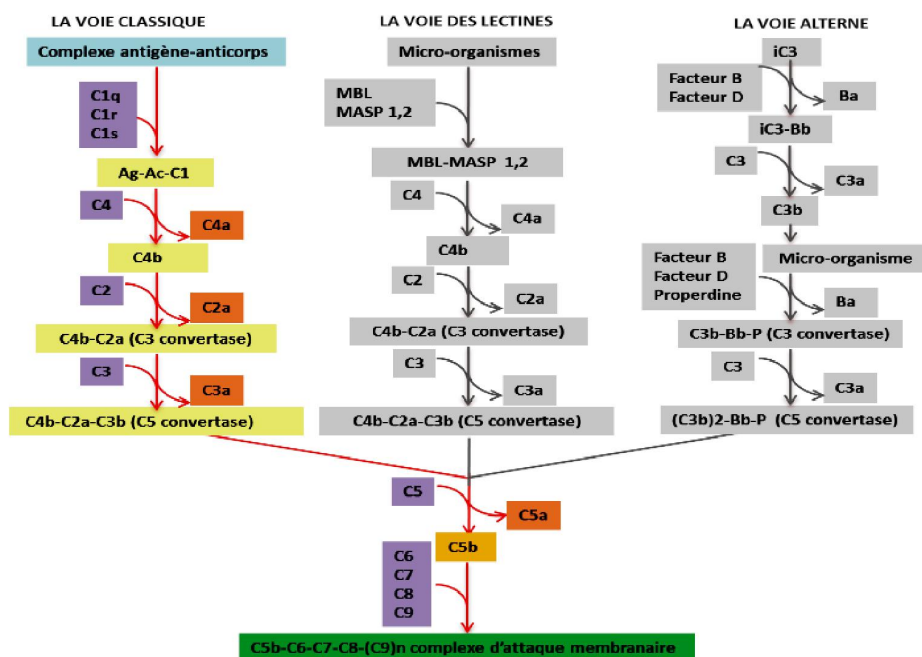 LA VOIE CLASSIQUE
Complexe antigène-anticorps
C1q
C1r
C1s
Ag-Ac-C1
C4
C4a
C4b
C2
C2a
C4b-C2a (C3 convertase)
C3
C3a
C4b-C2a-C3b (C5 convertase)
LA VOIE DES LECTINES
Micro-organismes
MBL
MASP 1,2
MBL-MASP 1,2
C4
C4a
C4b
C2
C2a
C4b-C2a (C3 convertase)
C3
C3a
C4b-C2a-C3b (C5 convertase)
LA VOIE ALTERNE
iC3
Facteur B
Facteur D
Ba
iC3-Bb
C3
C3a
C3b
Micro-organisme
Facteur B
Facteur D
Properdine
Ba
C3b-Bb-P (C3 convertase)
C3
C3a
(C3b)2-Bb-P (C5 convertase)
C5
C5a
C5b
C6
C7
C8
C9
C5b-C6-C7-C8-(C9)n complexe d'attaque membranaire